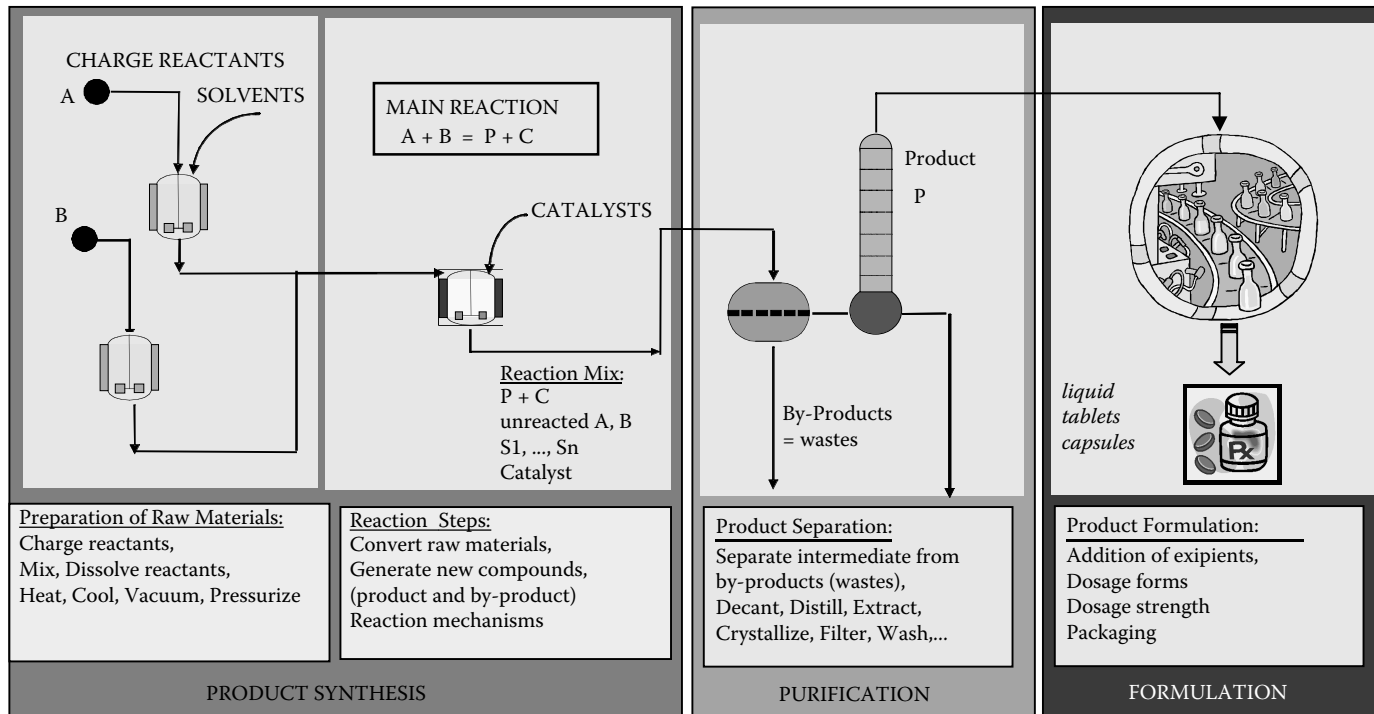 CHARGE REACTANTS
A
SOLVENTS
B
MAIN REACTION
A + B = P + C
CATALYSTS
Reaction Mix:
P + C
unreacted A, B
S1, ..., Sn
Catalyst
Preparation of Raw Materials:
Charge reactants,
Mix, Dissolve reactants,
Heat, Cool, Vacuum, Pressurize
Reaction Steps:
Convert raw materials,
Generate new compounds,
(product and by-product)
Reaction mechanisms
PRODUCT SYNTHESIS
Product
P
By-Products
= wastes
Product Separation:
Separate intermediate from
by-products (wastes),
Decant, Distill, Extract,
Crystallize, Filter, Wash,...
PURIFICATION
liquid
tablets
capsules
Rx
Product Formulation:
Addition of exipients,
Dosage forms
Dosage strength
Packaging
FORMULATION